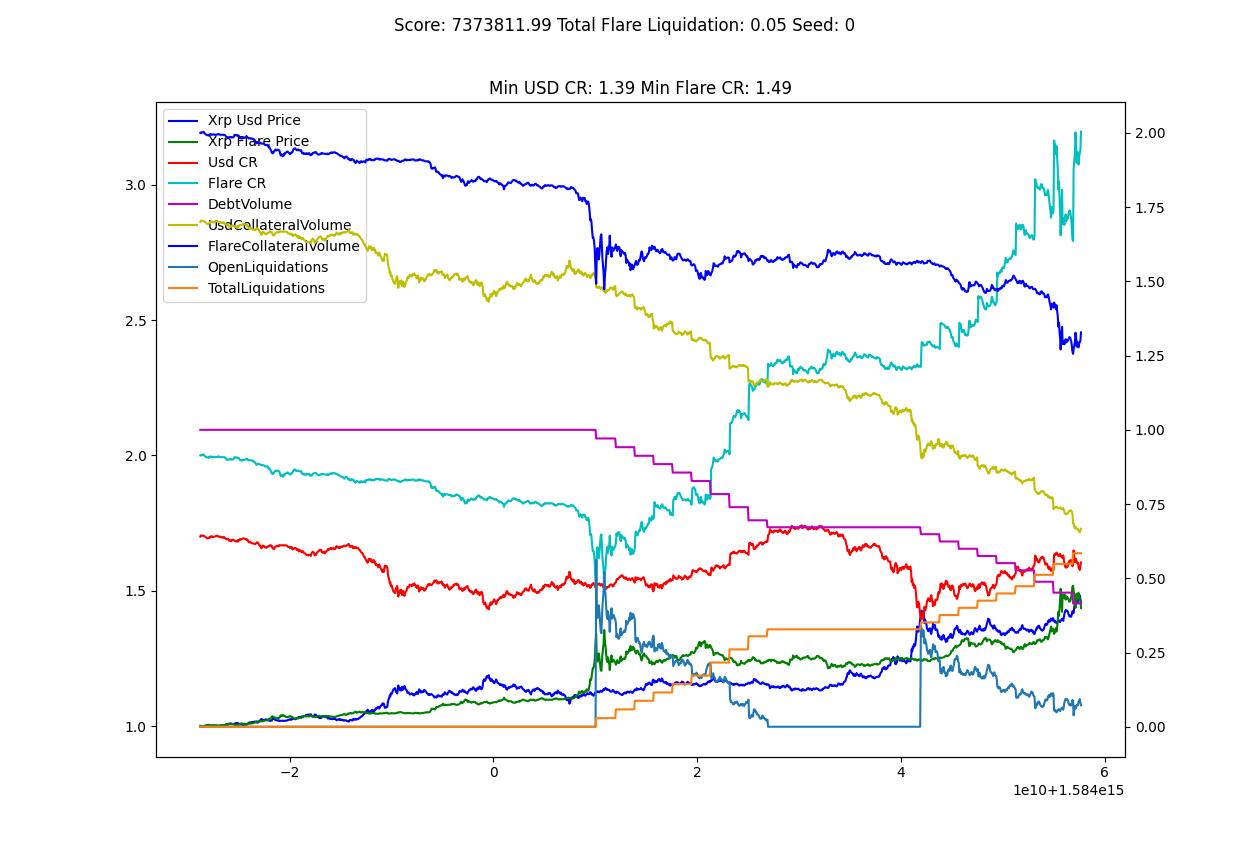 Score: 7373811.99 Total Flare Liquidation: 0.05 Seed: 0
Min USD CR: 1.39 Min Flare CR: 1.49
Xrp Usd Price
Xrp Flare Price
Usd CR
Flare CR
DebtVolume
UsdCollateralVolume
FlareCollateralVolume
OpenLiquidations
TotalLiquidations
3.0
2.5
2.0
1.5
1.0
2.00
1.75
1.50
1.25
1.00
0.75
0.50
0.25
0.00
−2 0 2 4 6
1e10+1.584e15